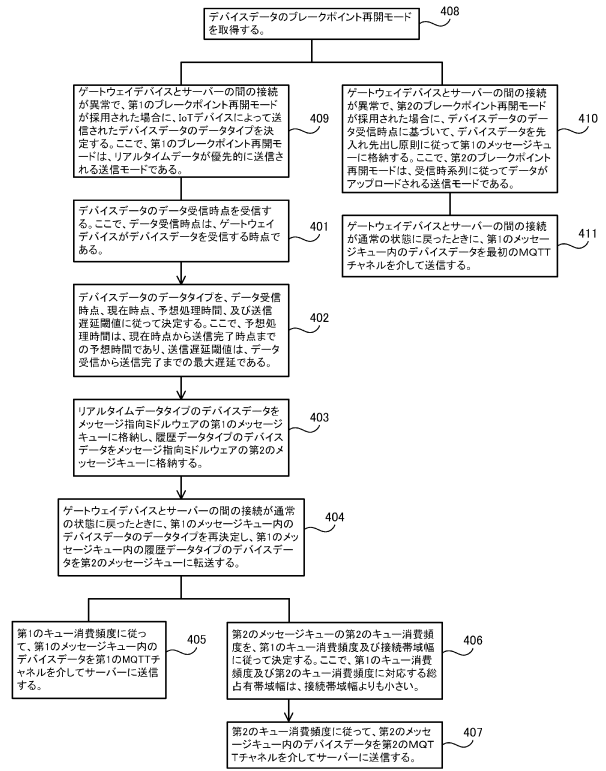 デバイスデータのブレークポイント再開モード
を取得する。
408
ゲートウェイデバイスとサーバーの間の接続
が異常で、第1のブレークポイント再開モード
が採用された場合に、IoTデバイスによって送
信されたデバイスデータのデータタイプを決
定する。ここで、第1のブレークポイント再開
モードは、リアルタイムデータが優先的に送信さ
れる送信モードである。
409
ゲートウェイデバイスとサーバーの間の接続
が異常で、第2のブレークポイント再開モード
が採用された場合に、デバイスデータのデー
タ受信時点に基づいて、デバイスデータを先
入れ先出し原則に従って第1のメッセージキュ
ーに格納する。ここで、第2のブレークポイント
再開モードは、受信時系列に従ってデータが
アップロードされる送信モードである。
410
デバイスデータのデータ受信時点を受信す
る。ここで、データ受信時点は、ゲートウェイ
デバイスがデバイスデータを受信する時点で
ある。
401
ゲートウェイデバイスとサーバーの間の接続
が通常の状態に戻ったときに、第1のメッセー
ジキュー内のデバイスデータを最初のMQTT
チャネルを介して送信する。
411
デバイスデータのデータタイプを、データ受信
時点、現在時点、予想処理時間、及び送信
遅延閾値に従って決定する。ここで、予想処
理時間は、現在時点から送信完了時点まで
の予想時間であり、送信遅延閾値は、データ
受信から送信完了までの最大遅延である。
402
リアルタイムデータタイプのデバイスデータを
メッセージ指向ミドルウェアの第1のメッセージ
キューに格納し、履歴データタイプのデバイス
データをメッセージ指向ミドルウェアの第2のメ
ッセージキューに格納する。
403
ゲートウェイデバイスとサーバーの間の接続が通常
の状態に戻ったときに、第1のメッセージキュー内の
デバイスデータのデータタイプを再決定し、第1のメ
ッセージキュー内の履歴データタイプのデバイスデー
タを第2のメッセージキューに転送する。
404
第1のキュー消費頻度に従っ
て、第1のメッセージキュー内の
デバイスデータを第1のMQTTチ
ャネルを介してサーバーに送信
する。
405
第2のメッセージキューの第2のキュー消費頻
度を、第1のキュー消費頻度及び接続帯域幅
に従って決定する。ここで、第1のキュー消費
頻度及び第2のキュー消費頻度に対応する総
占有帯域幅は、接続帯域幅よりも小さい。
406
第2のキュー消費頻度に従って、第2のメッセ
ージキュー内のデバイスデータを第2のMQT
Tチャネルを介してサーバーに送信する。
407